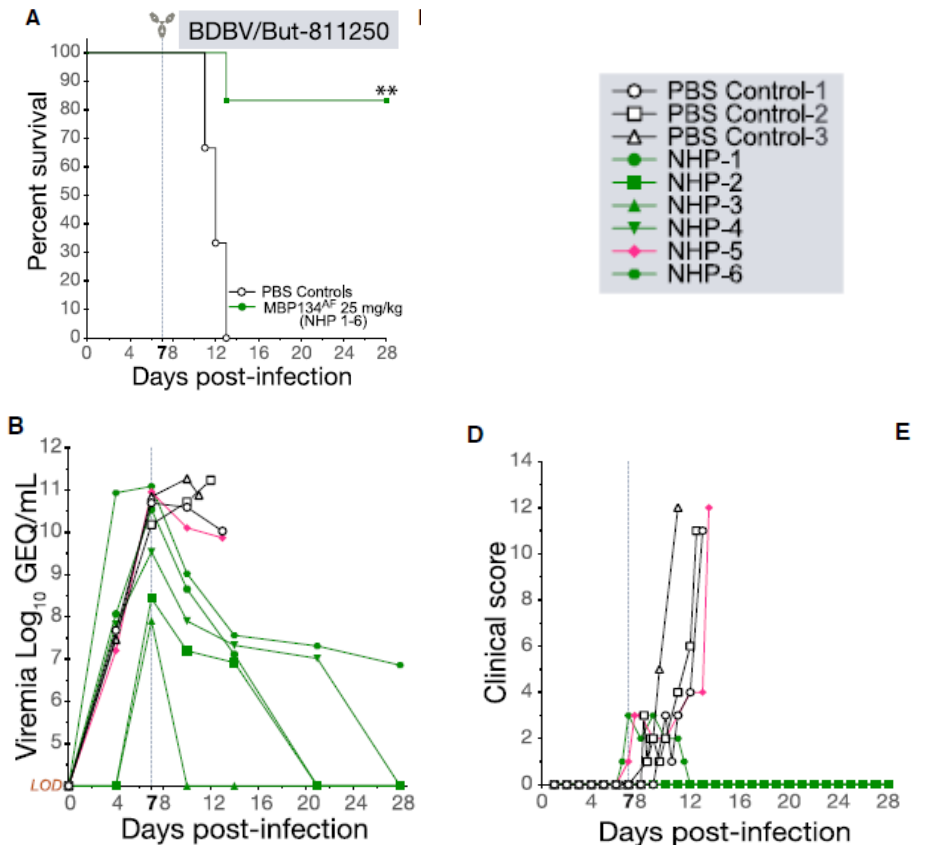 A
BDBV/But-811250
Percent survival
100
90
80
70
60
50
40
30
20
10
0
**
PBS Controls
MBP134AF 25 mg/kg
(NHP 1-6)
0 4 7 8 12 16 20 24 28
Days post-infection
PBS Control-1
PBS Control-2
PBS Control-3
NHP-1
NHP-2
NHP-3
NHP-4
NHP-5
NHP-6
B
Viremia Log10 GEQ/mL
12
11
10
9
8
7
6
5
LOD
0 4 7 8 12 16 20 24 28
Days post-infection
D
Clinical score
14
12
10
8
6
4
2
0
0 4 7 8 12 16 20 24 28
Days post-infection
E